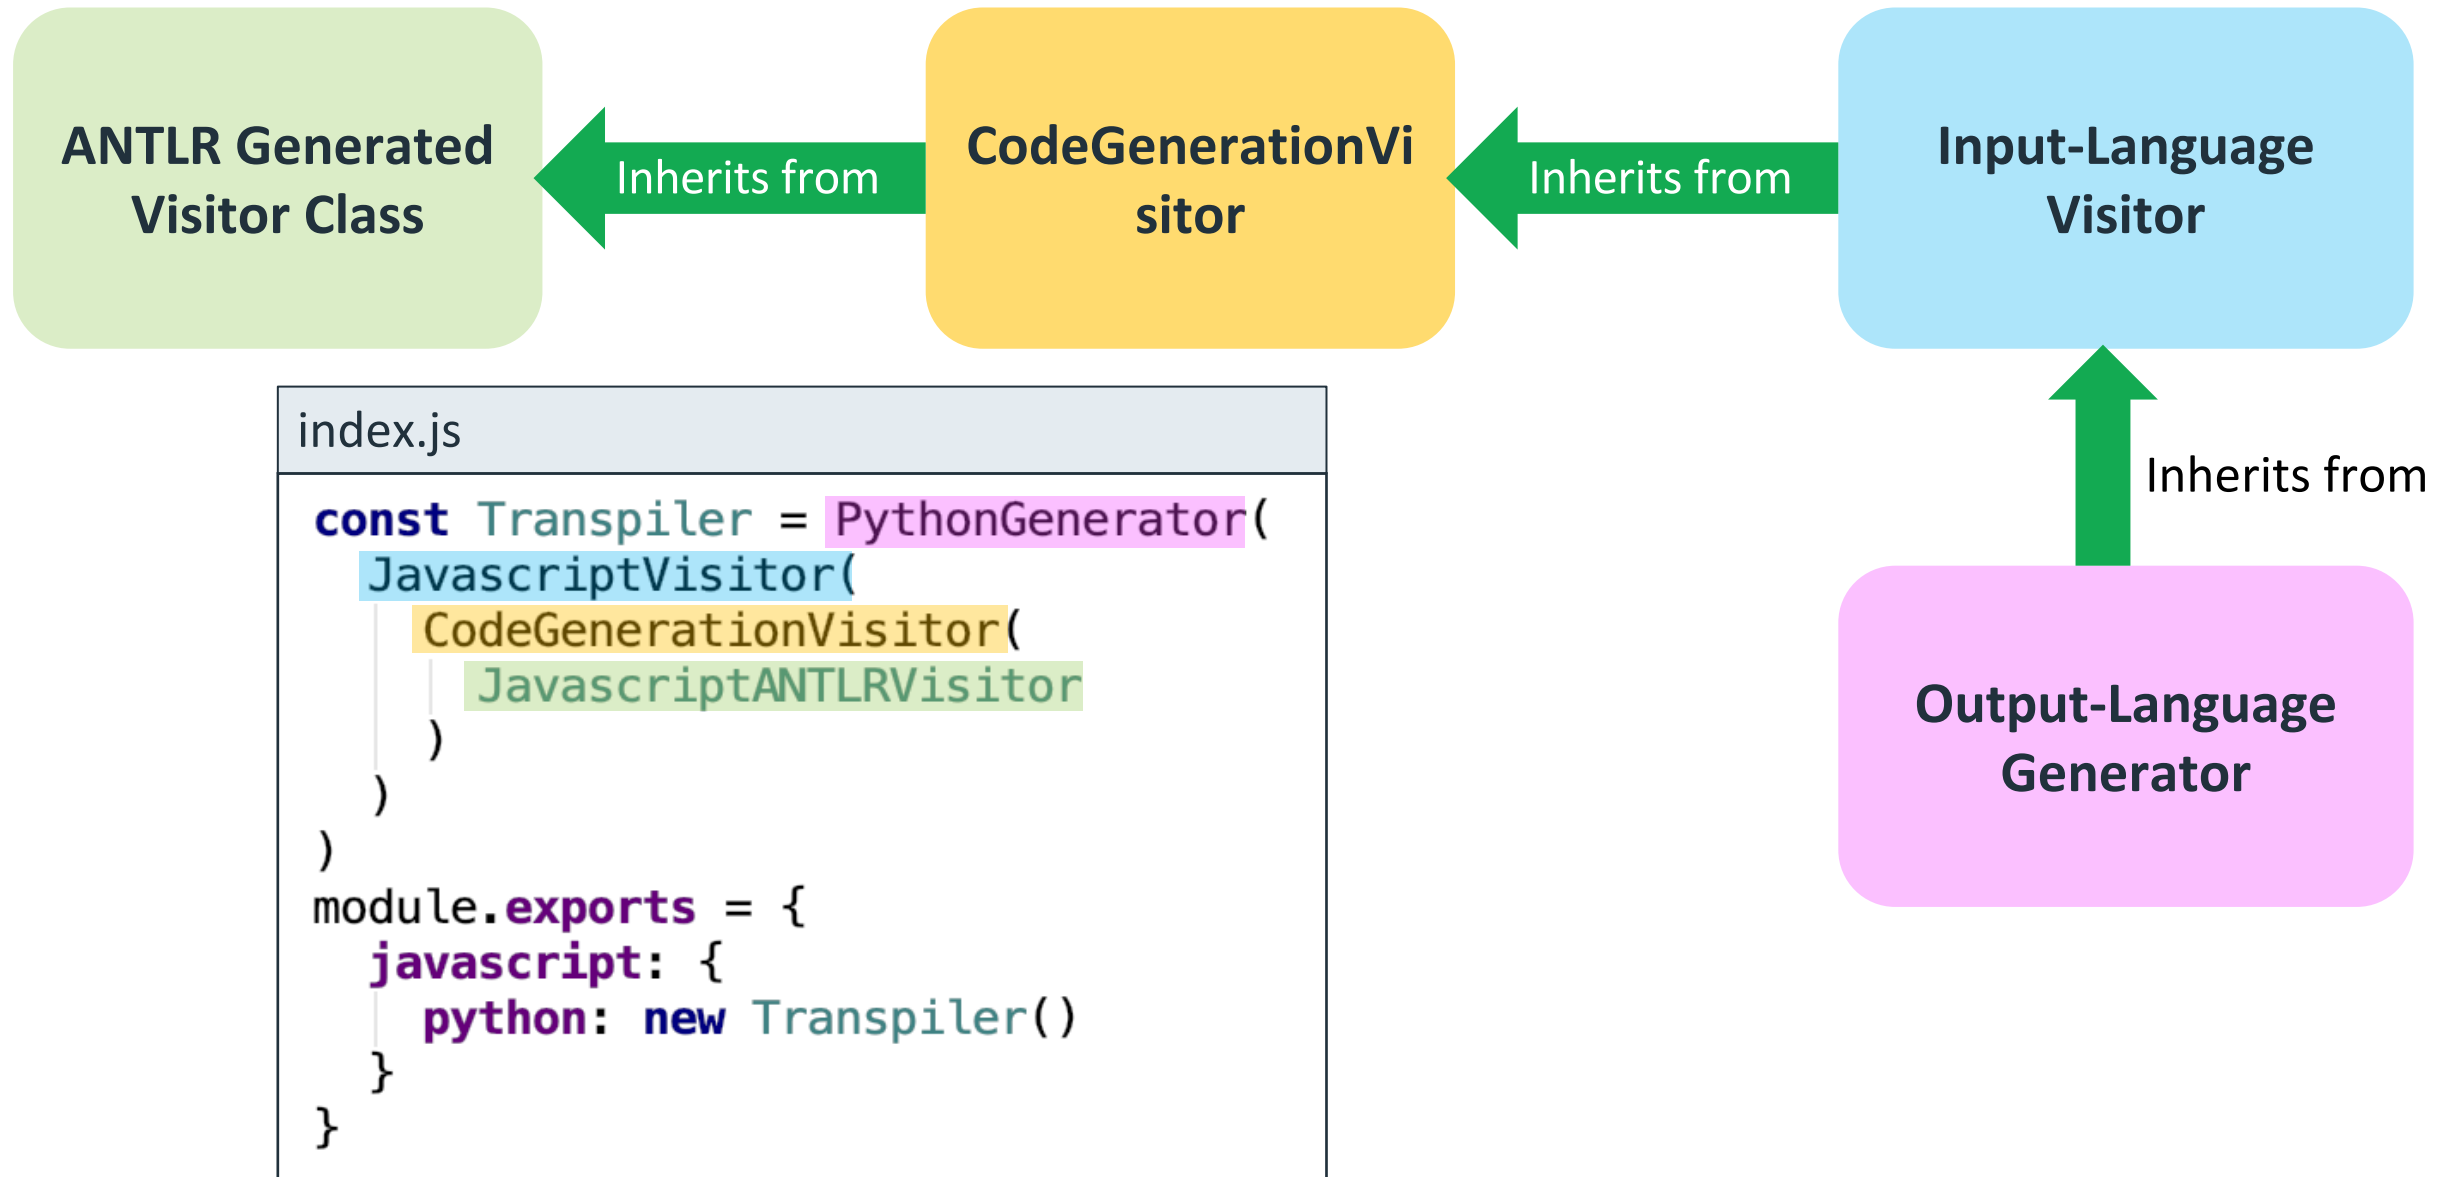 ANTLR Generated
Visitor Class
Inherits from
CodeGenerationVi
sitor
Inherits from
Input-Language
Visitor
Inherits from
Output-Language
Generator
index.js
const Transpiler = PythonGenerator(
  JavascriptVisitor(
    CodeGenerationVisitor(
      JavascriptANTLRVisitor
    )
  )
)
module.exports = {
  javascript: {
    python: new Transpiler()
  }
}